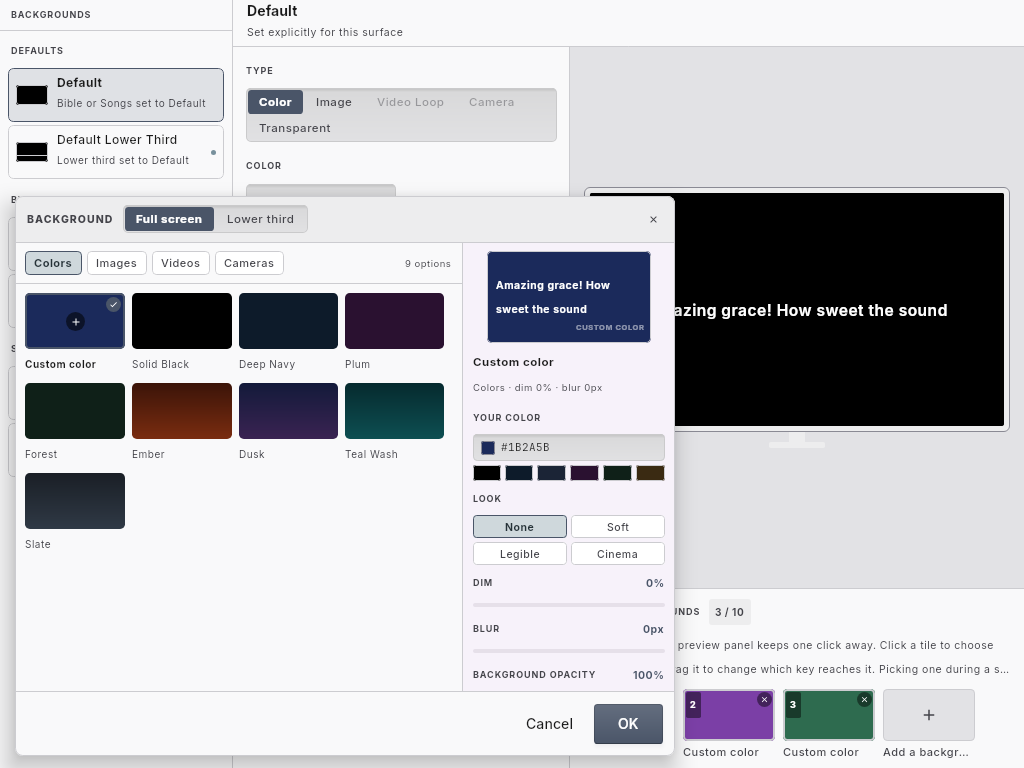 BACKGROUNDS
DEFAULTS
Default
Bible or Songs set to Default
Default Lower Third
Lower third set to Default
Default
Set explicitly for this surface
TYPE
Color
Image
Video Loop
Camera
Transparent
COLOR
BACKGROUND
Full screen
Lower third
×
Colors
Images
Videos
Cameras
9 options
Custom color
Solid Black
Deep Navy
Plum
Forest
Ember
Dusk
Teal Wash
Slate
Amazing grace! How
sweet the sound
CUSTOM COLOR
Custom color
Colors · dim 0% · blur 0px
YOUR COLOR
#1B2A5B
LOOK
None
Soft
Legible
Cinema
DIM
0%
BLUR
0px
BACKGROUND OPACITY
100%
Cancel
OK
azing grace! How sweet the sound
3 / 10
preview panel keeps one click away. Click a tile to choose
it to change which key reaches it. Picking one during a s...
2
3
Custom color
Custom color
Add a backgr...